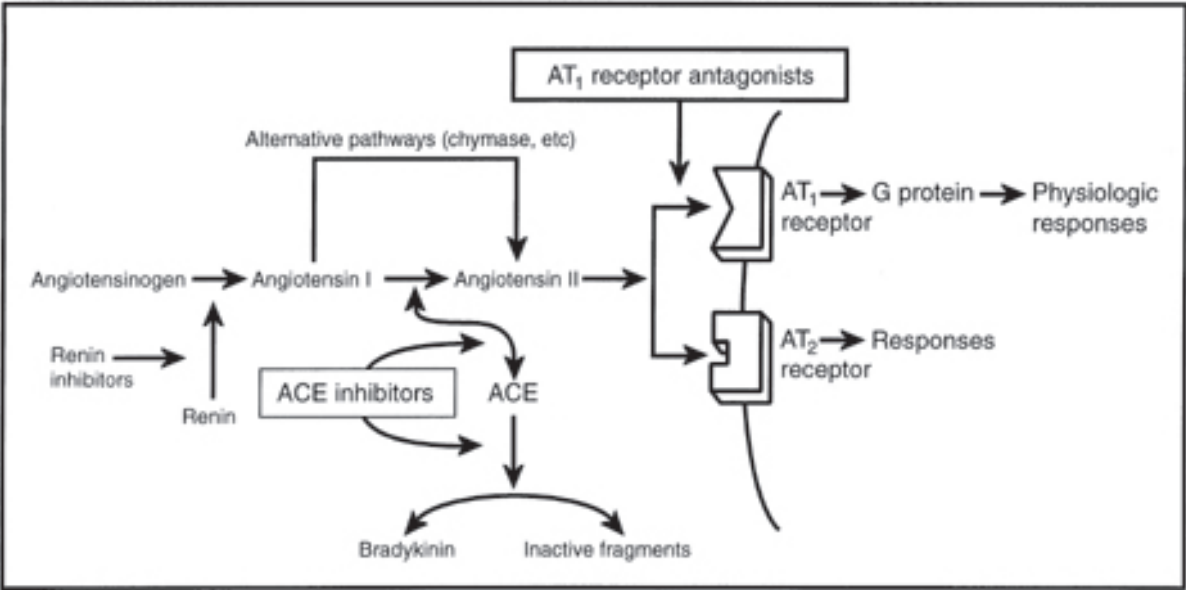 AT₁ receptor antagonists
Alternative pathways (chymase, etc)
AT₁
receptor
G protein
Physiologic
responses
Angiotensinogen
Angiotensin I
Angiotensin II
Renin
inhibitors
Renin
ACE inhibitors
ACE
AT₂
receptor
Responses
Bradykinin
Inactive fragments